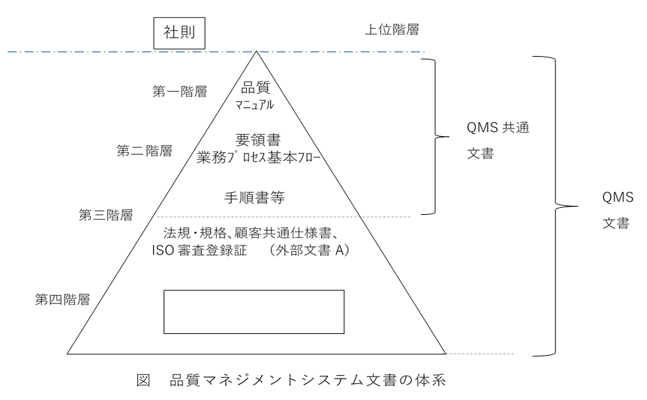 社則
上位階層
第一階層
品質
ﾏﾆｭｱﾙ
QMS 共通
文書
第二階層
要領書
業務ﾌﾟﾛｾｽ基本ﾌﾛｰ
手順書等
QMS
文書
第三階層
法規・規格、顧客共通仕様書、
ISO 審査登録証　（外部文書 A）
第四階層
図　品質マネジメントシステム文書の体系